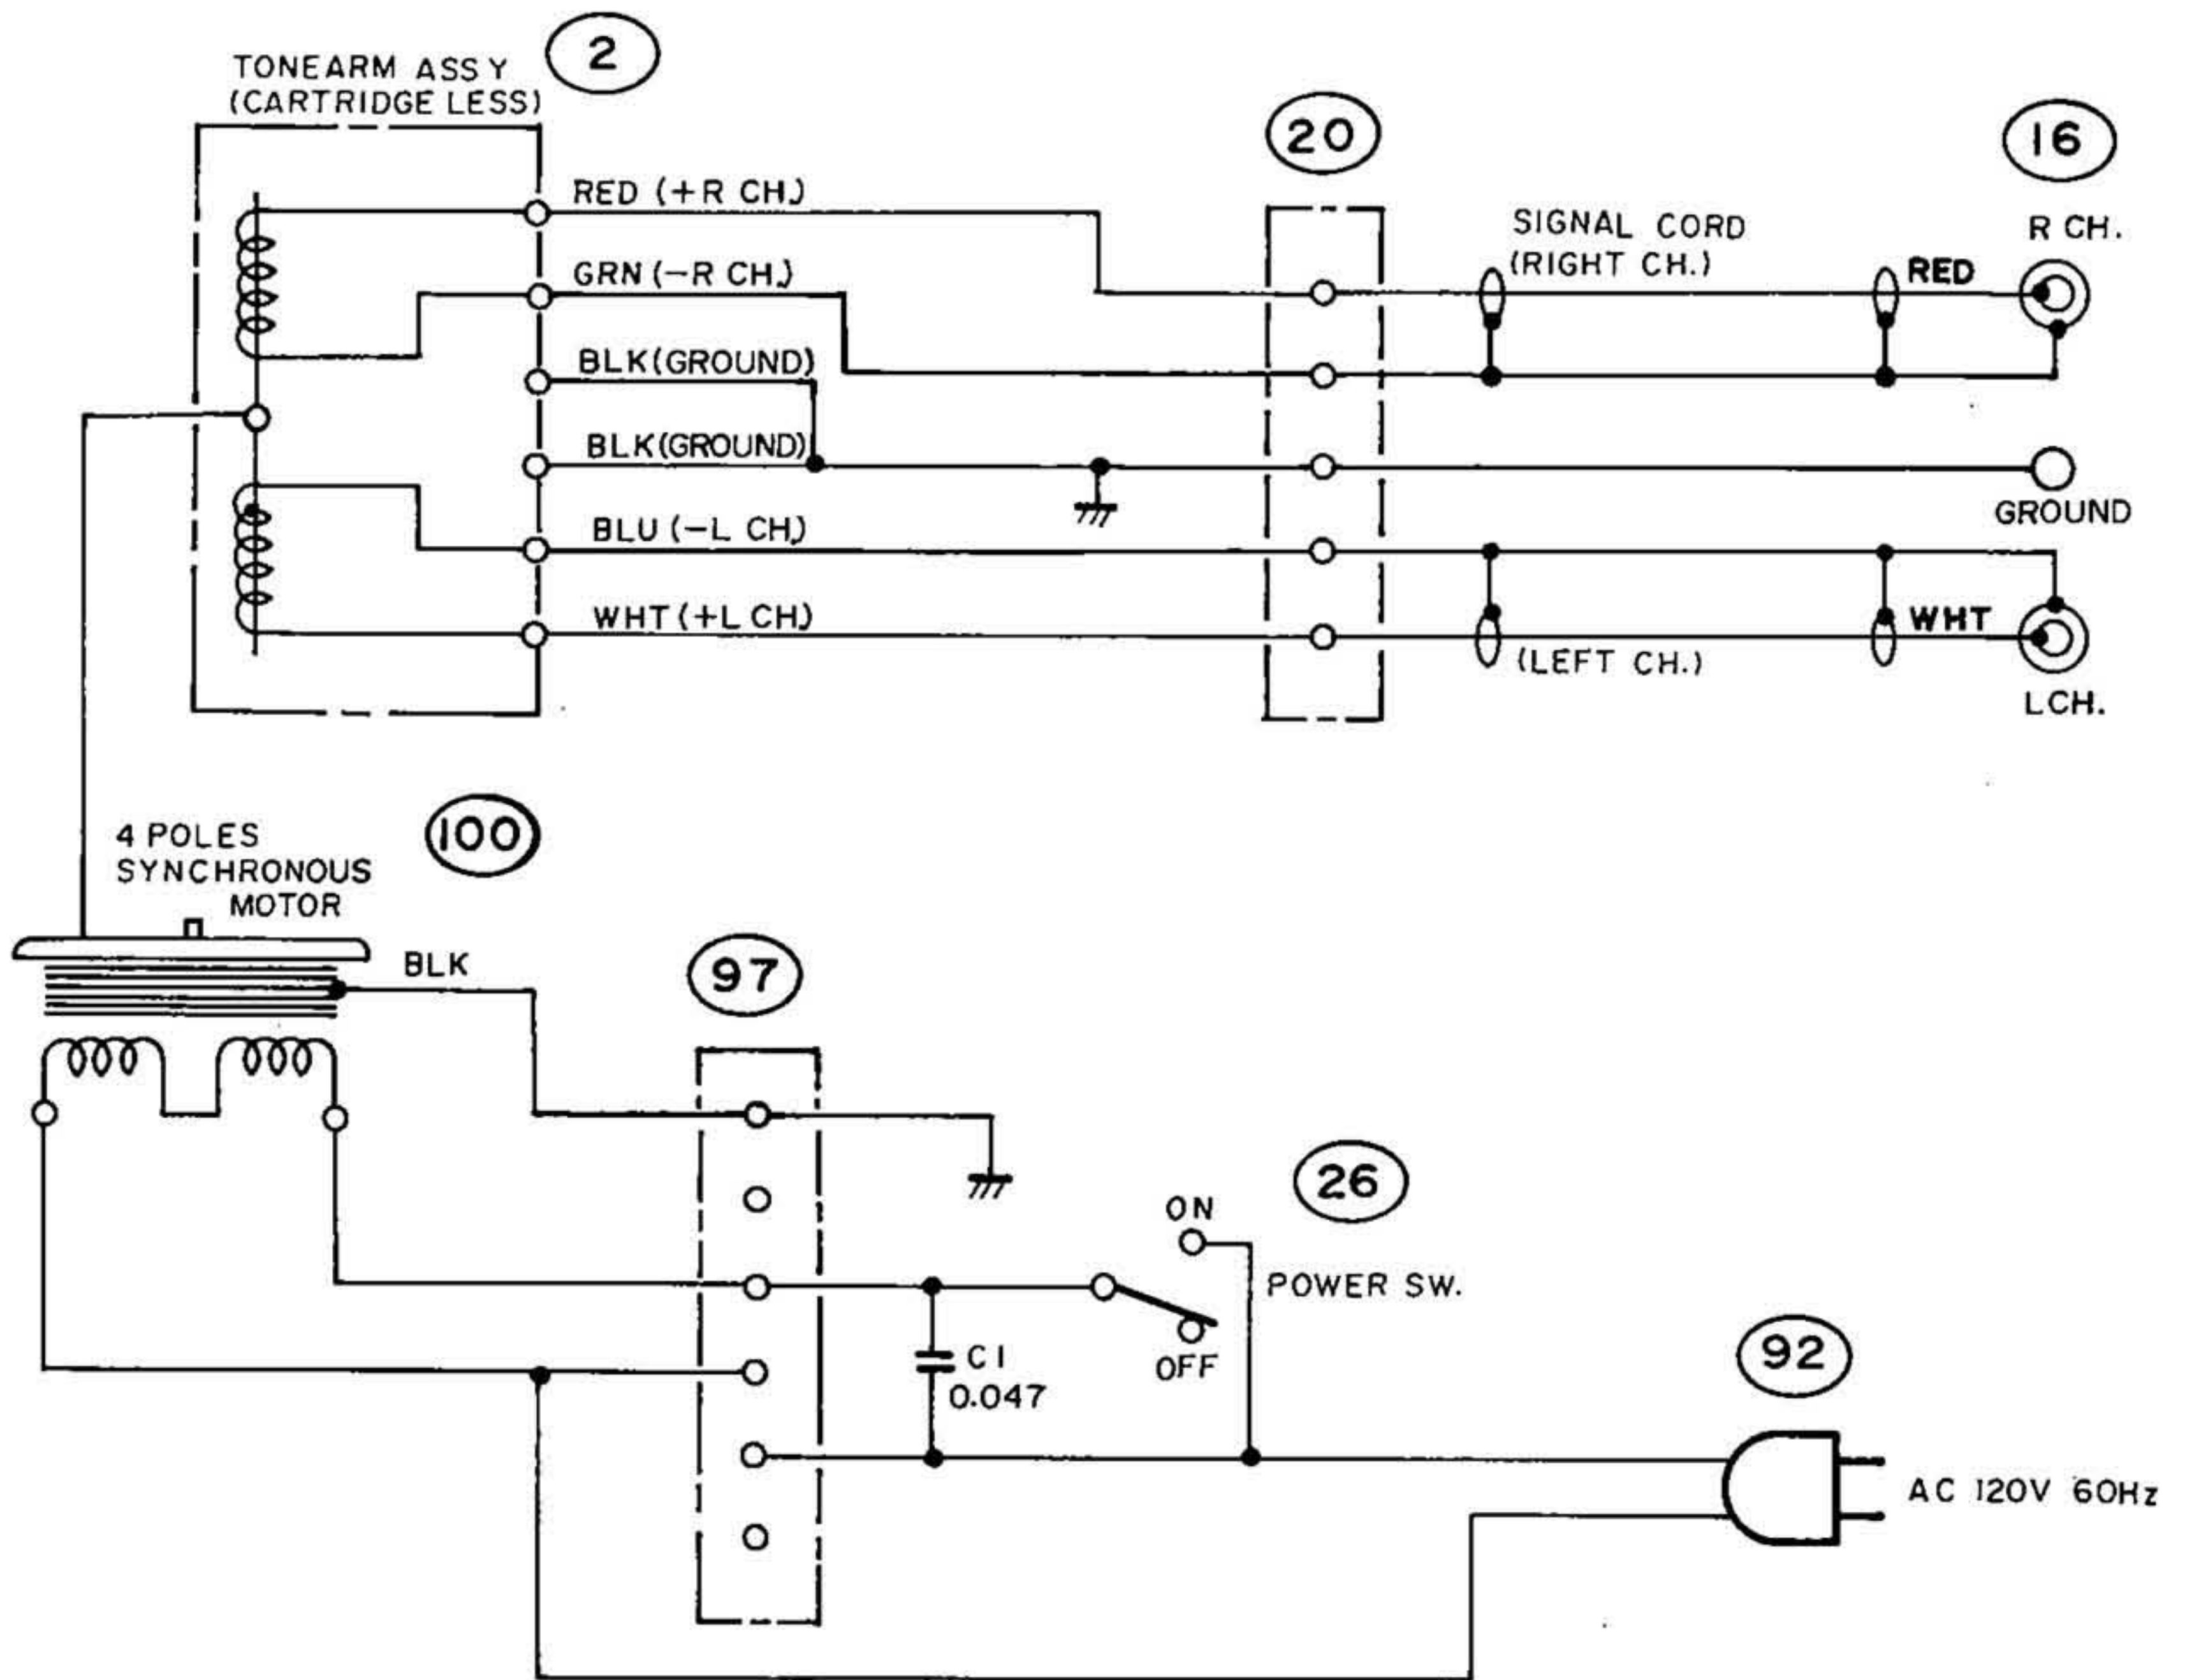 2
TONEARM ASSY
(CARTRIDGE LESS)
20
16
RED (+R CH.)
SIGNAL CORD
(RIGHT CH.)
R CH.
GRN (-R CH.)
RED
BLK (GROUND)
BLK (GROUND)
GROUND
BLU (-L CH.)
WHT (+L CH.)
WHT
(LEFT CH.)
L CH.
100
4 POLES
SYNCHRONOUS
MOTOR
BLK
97
26
ON
POWER SW.
OFF
C1
0.047
92
AC 120V 60Hz